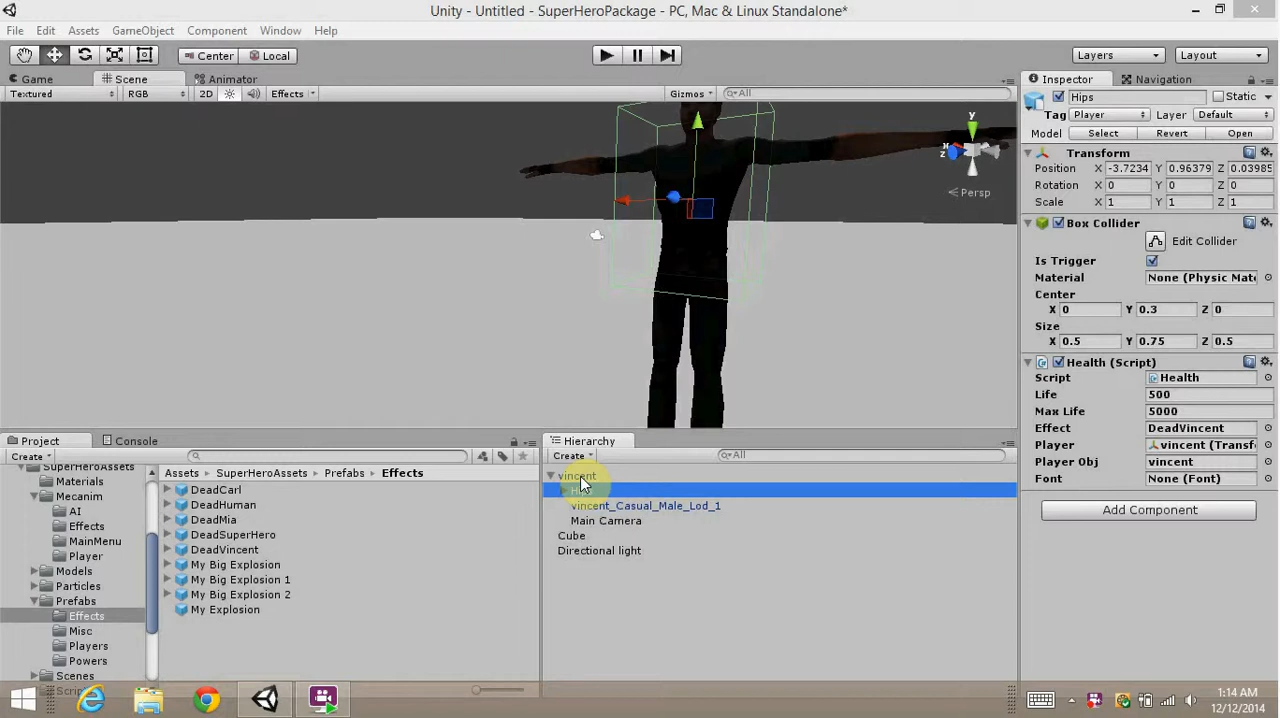 Unity - Untitled - SuperHeroPackage - PC, Mac & Linux Standalone*
File Edit Assets GameObject Component Window Help
Center Local Layers Layout
Game Scene Animator
Textured RGB 2D Effects Gizmos All
y
x
z
Persp
Inspector Navigation
Hips Static
Tag Player Layer Default
Model Select Revert Open
Transform
Position X -3.7234 Y 0.96379 Z 0.03985
Rotation X 0 Y 0 Z 0
Scale X 1 Y 1 Z 1
Box Collider
Edit Collider
Is Trigger
Material None (Physic Mate
Center
X 0 Y 0.3 Z 0
Size
X 0.5 Y 0.75 Z 0.5
Health (Script)
Script Health
Life 500
Max Life 5000
Effect DeadVincent
Player vincent (Transf
Player Obj vincent
Font None (Font)
Add Component
Project Console
Create
SuperHeroAssets
Materials
Mecanim
AI
Effects
MainMenu
Player
Models
Particles
Prefabs
Effects
Misc
Players
Powers
Scenes
Assets SuperHeroAssets Prefabs Effects
DeadCarl
DeadHuman
DeadMia
DeadSuperHero
DeadVincent
My Big Explosion
My Big Explosion 1
My Big Explosion 2
My Explosion
Hierarchy
Create All
vincent
Vincent_Casual_Male_Lod_1
Main Camera
Cube
Directional light
1:14 AM
12/12/2014